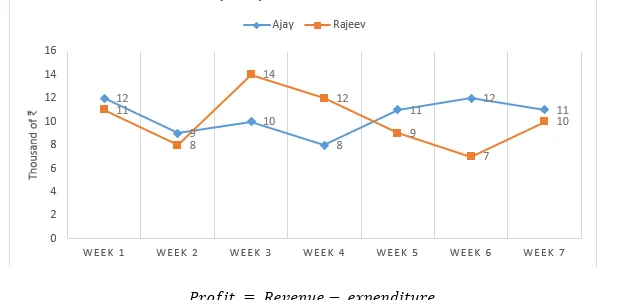 Ajay Rajeev
16
14
12
10
8
6
4
2
0
Thousand of ₹
12 9 10 8 11 12 11
11 8 14 12 9 7 10
WEEK 1 WEEK 2 WEEK 3 WEEK 4 WEEK 5 WEEK 6 WEEK 7
Profit = Revenue − expenditure